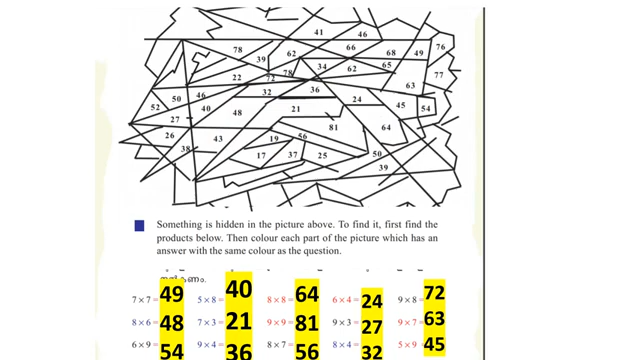 41 46
78 62 66 68 49 76
39 34 62 65 77
22 72 78 63
50 46 32 36 24 45 54
52 40 48 21
27 81 64
26 43 19 56
38 17 37 25 50
39
Something is hidden in the picture above. To find it, first find the
products below. Then colour each part of the picture which has an
answer with the same colour as the question.
7 × 7 = 49 5 × 8 = 40 8 × 8 = 64 6 × 4 = 24 9 × 8 = 72
8 × 6 = 48 7 × 3 = 21 9 × 9 = 81 9 × 3 = 27 9 × 7 = 63
6 × 9 = 54 9 × 4 = 36 8 × 7 = 56 8 × 4 = 32 5 × 9 = 45